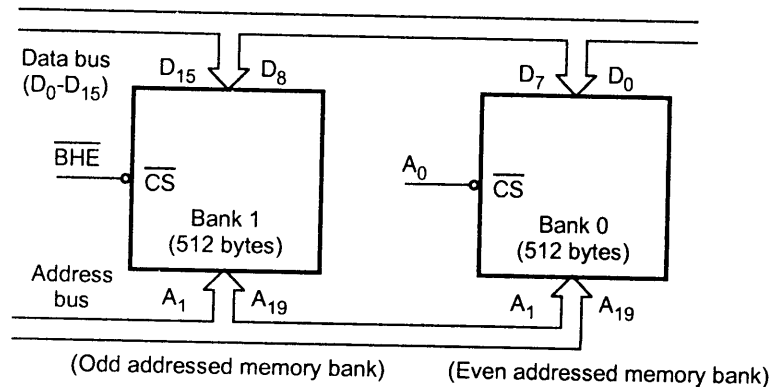 Data bus
(D0-D15)
D15
D8
D7
D0
BHE
CS
Bank 1
(512 bytes)
A0
CS
Bank 0
(512 bytes)
Address
bus
A1
A19
A1
A19
(Odd addressed memory bank)
(Even addressed memory bank)